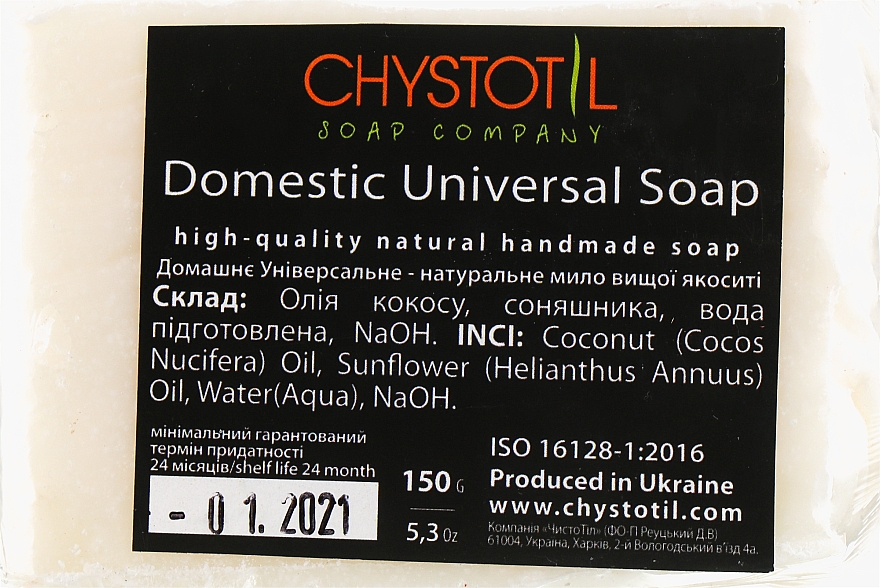 CHYSTOTIL
SOAP COMPANY
Domestic Universal Soap
high-quality natural handmade soap
Домашнє Універсальне - натуральне мило вищої якоситі
Склад: Олія кокосу, соняшника,, вода
підготовлена, NaOH. INCI: Coconut (Cocos
Nucifera) Oil, Sunflower (Helianthus Annuus)
Oil, Water(Aqua), NaOH.
мінімальний гарантований
термін придатності
24 місяців/shelf life 24 month
- 01. 2021
150 G
5,3 Oz
ISO 16128-1:2016
Produced in Ukraine
www.chystotil.com
Компанія «ЧистоТіл» (ФО-П Реуцький Д.В)
61004, Україна, Харків, 2-й Вологодський в'їзд 4а.